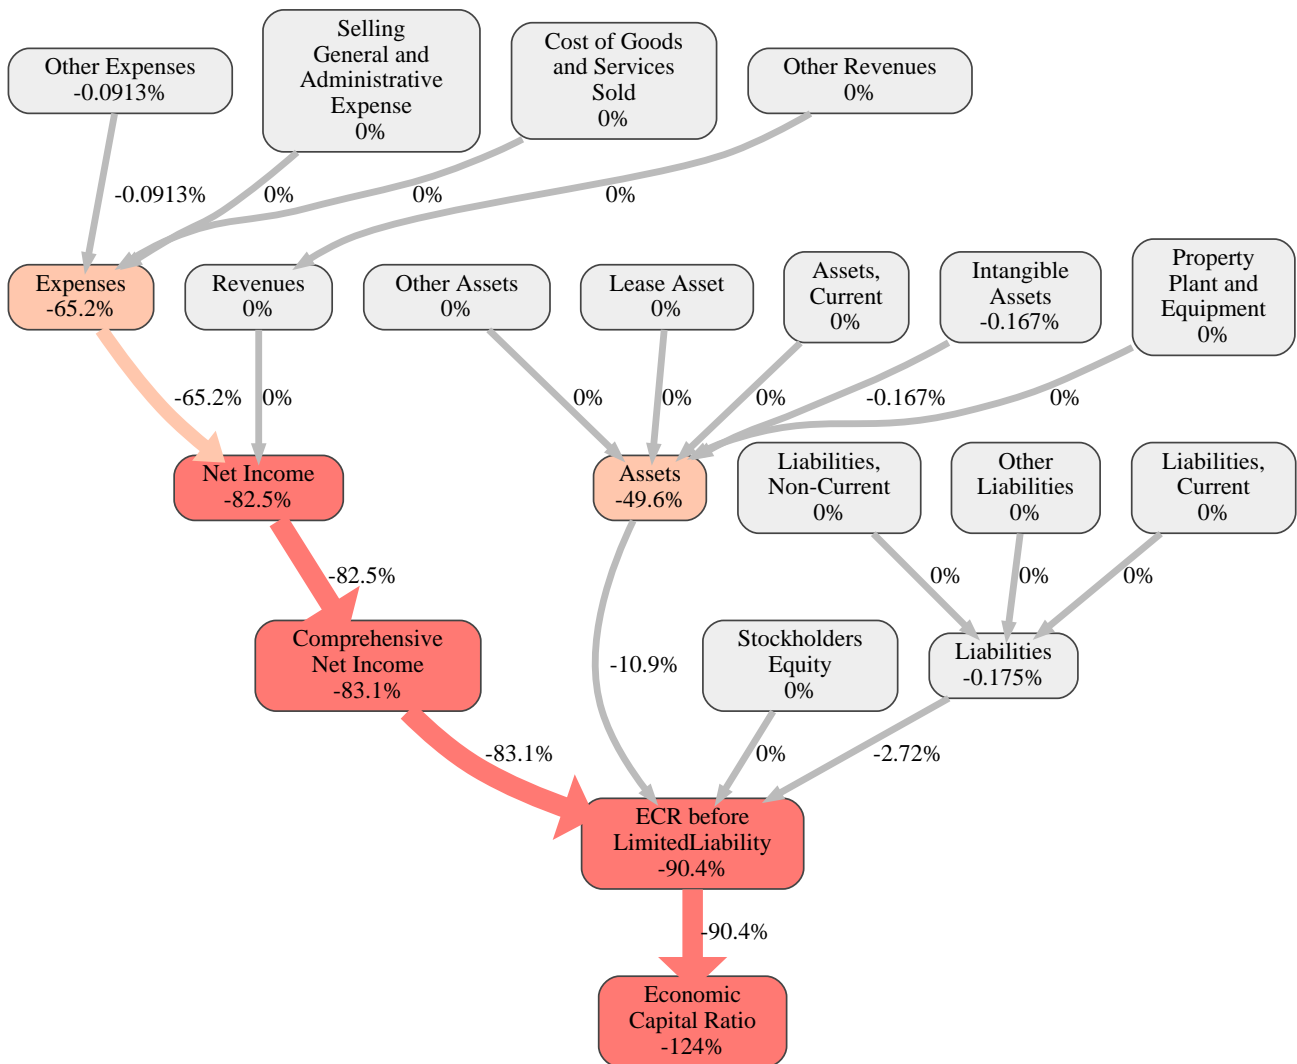 Other Expenses
-0.0913%
Selling
General and
Administrative
Expense
0%
Cost of Goods
and Services
Sold
0%
Other Revenues
0%
-0.0913%
0%
0%
0%
Expenses
-65.2%
Revenues
0%
Other Assets
0%
Lease Asset
0%
Assets,
Current
0%
Intangible
Assets
-0.167%
Property
Plant and
Equipment
0%
-65.2%
0%
0%
0%
0%
-0.167%
0%
Net Income
-82.5%
Assets
-49.6%
Liabilities,
Non-Current
0%
Other
Liabilities
0%
Liabilities,
Current
0%
-82.5%
0%
0%
0%
Comprehensive
Net Income
-83.1%
-10.9%
Stockholders
Equity
0%
Liabilities
-0.175%
-83.1%
0%
-2.72%
ECR before
LimitedLiability
-90.4%
-90.4%
Economic
Capital Ratio
-124%